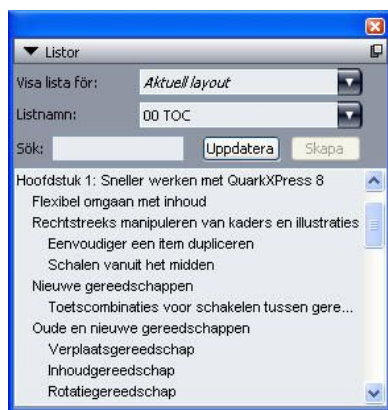 Listor
Visa lista för: Aktuell layout
Listnamn: 00 TOC
Sök: Uppdatera Skapa
Hoofdstuk 1: Sneller werken met QuarkXPress 8
Flexibel omgaan met inhoud
Rechtstreeks manipuleren van kaders en illustraties
Eenvoudiger een item dupliceren
Schalen vanuit het midden
Nieuwe gereedschappen
Toetscombinaties voor schakelen tussen gere...
Oude en nieuwe gereedschappen
Verplaatsgereedschap
Inhoudgereedschap
Rotatiegereedschap